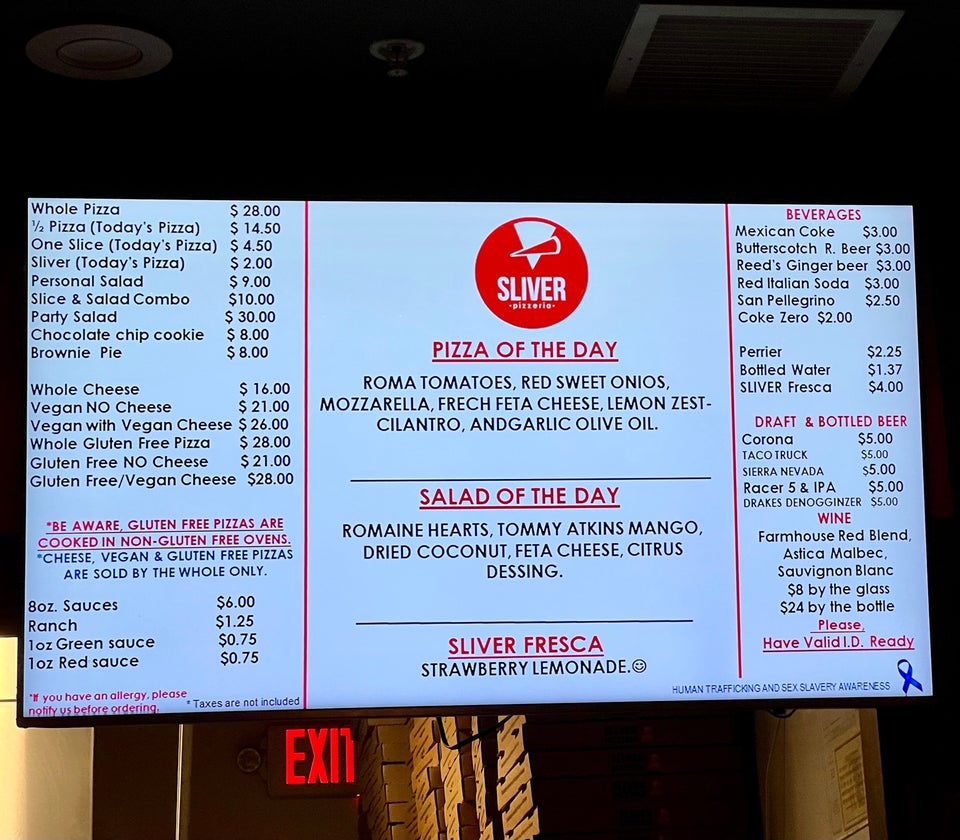 Whole Pizza $ 28.00
½ Pizza (Today's Pizza) $ 14.50
One Slice (Today's Pizza) $ 4.50
Sliver (Today's Pizza) $ 2.00
Personal Salad $ 9.00
Slice & Salad Combo $10.00
Party Salad $ 30.00
Chocolate chip cookie $ 8.00
Brownie Pie $ 8.00
Whole Cheese $ 16.00
Vegan NO Cheese $ 21.00
Vegan with Vegan Cheese $ 26.00
Whole Gluten Free Pizza $ 28.00
Gluten Free NO Cheese $ 21.00
Gluten Free/Vegan Cheese $28.00
*BE AWARE, GLUTEN FREE PIZZAS ARE
COOKED IN NON-GLUTEN FREE OVENS.
*CHEESE, VEGAN & GLUTEN FREE PIZZAS
ARE SOLD BY THE WHOLE ONLY.
8oz. Sauces $6.00
Ranch $1.25
1oz Green sauce $0.75
1oz Red sauce $0.75
*If you have an allergy, please
notify us before ordering.
* Taxes are not included
SLIVER
·pizzeria·
PIZZA OF THE DAY
ROMA TOMATOES, RED SWEET ONIOS,
MOZZARELLA, FRECH FETA CHEESE, LEMON ZEST-
CILANTRO, ANDGARLIC OLIVE OIL.
SALAD OF THE DAY
ROMAINE HEARTS, TOMMY ATKINS MANGO,
DRIED COCONUT, FETA CHEESE, CITRUS
DESSING.
SLIVER FRESCA
STRAWBERRY LEMONADE.☺
BEVERAGES
Mexican Coke $3.00
Butterscotch R. Beer $3.00
Reed's Ginger beer $3.00
Red Italian Soda $3.00
San Pellegrino $2.50
Coke Zero $2.00
Perrier $2.25
Bottled Water $1.37
SLIVER Fresca $4.00
DRAFT & BOTTLED BEER
Corona $5.00
TACO TRUCK $5.00
SIERRA NEVADA $5.00
Racer 5 & IPA $5.00
DRAKES DENOGGINZER $5.00
WINE
Farmhouse Red Blend,
Astica Malbec,
Sauvignon Blanc
$8 by the glass
$24 by the bottle
Please,
Have Valid I.D. Ready
HUMAN TRAFFICKING AND SEX SLAVERY AWARENESS
EXIT